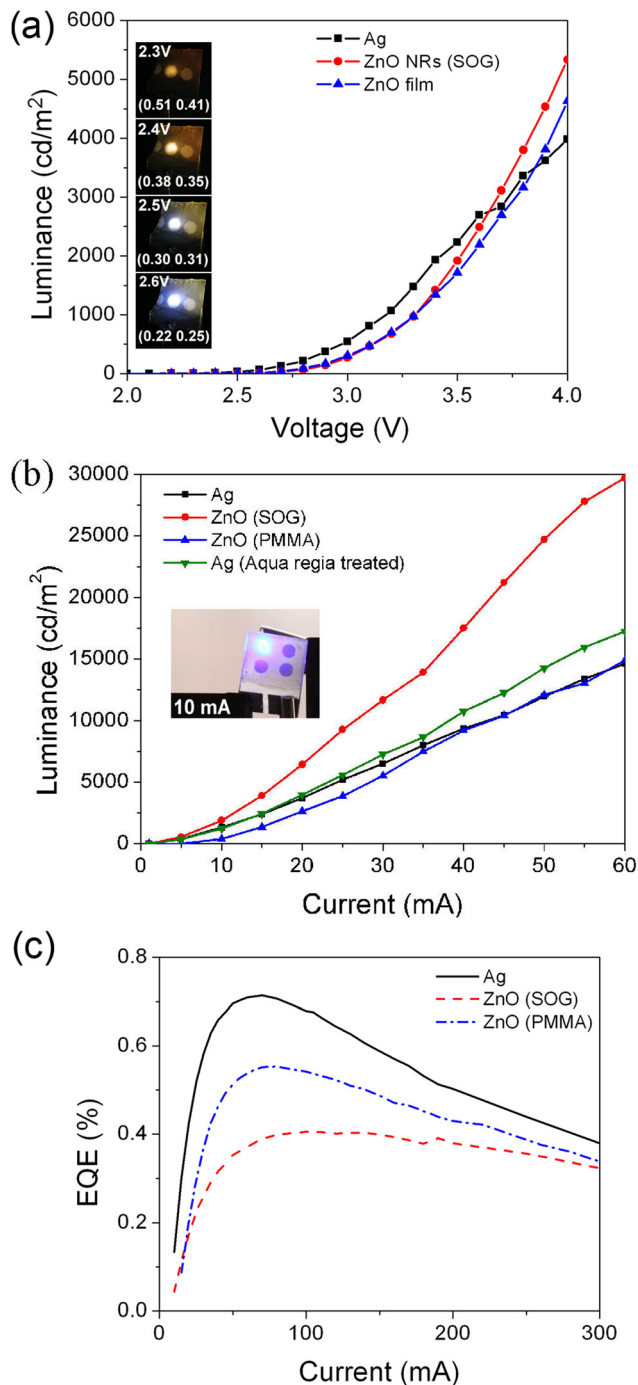 (a)
6000
5000
4000
3000
2000
1000
0
Luminance (cd/m²)
Ag
ZnO NRs (SOG)
ZnO film
2.3V
(0.51 0.41)
2.4V
(0.38 0.35)
2.5V
(0.30 0.31)
2.6V
(0.22 0.25)
2.0 2.5 3.0 3.5 4.0
Voltage (V)
(b)
30000
25000
20000
15000
10000
5000
0
Luminance (cd/m²)
Ag
ZnO (SOG)
ZnO (PMMA)
Ag (Aqua regia treated)
10 mA
0 10 20 30 40 50 60
Current (mA)
(c)
0.8
0.6
0.4
0.2
0.0
EQE (%)
Ag
ZnO (SOG)
ZnO (PMMA)
100 200 300
Current (mA)